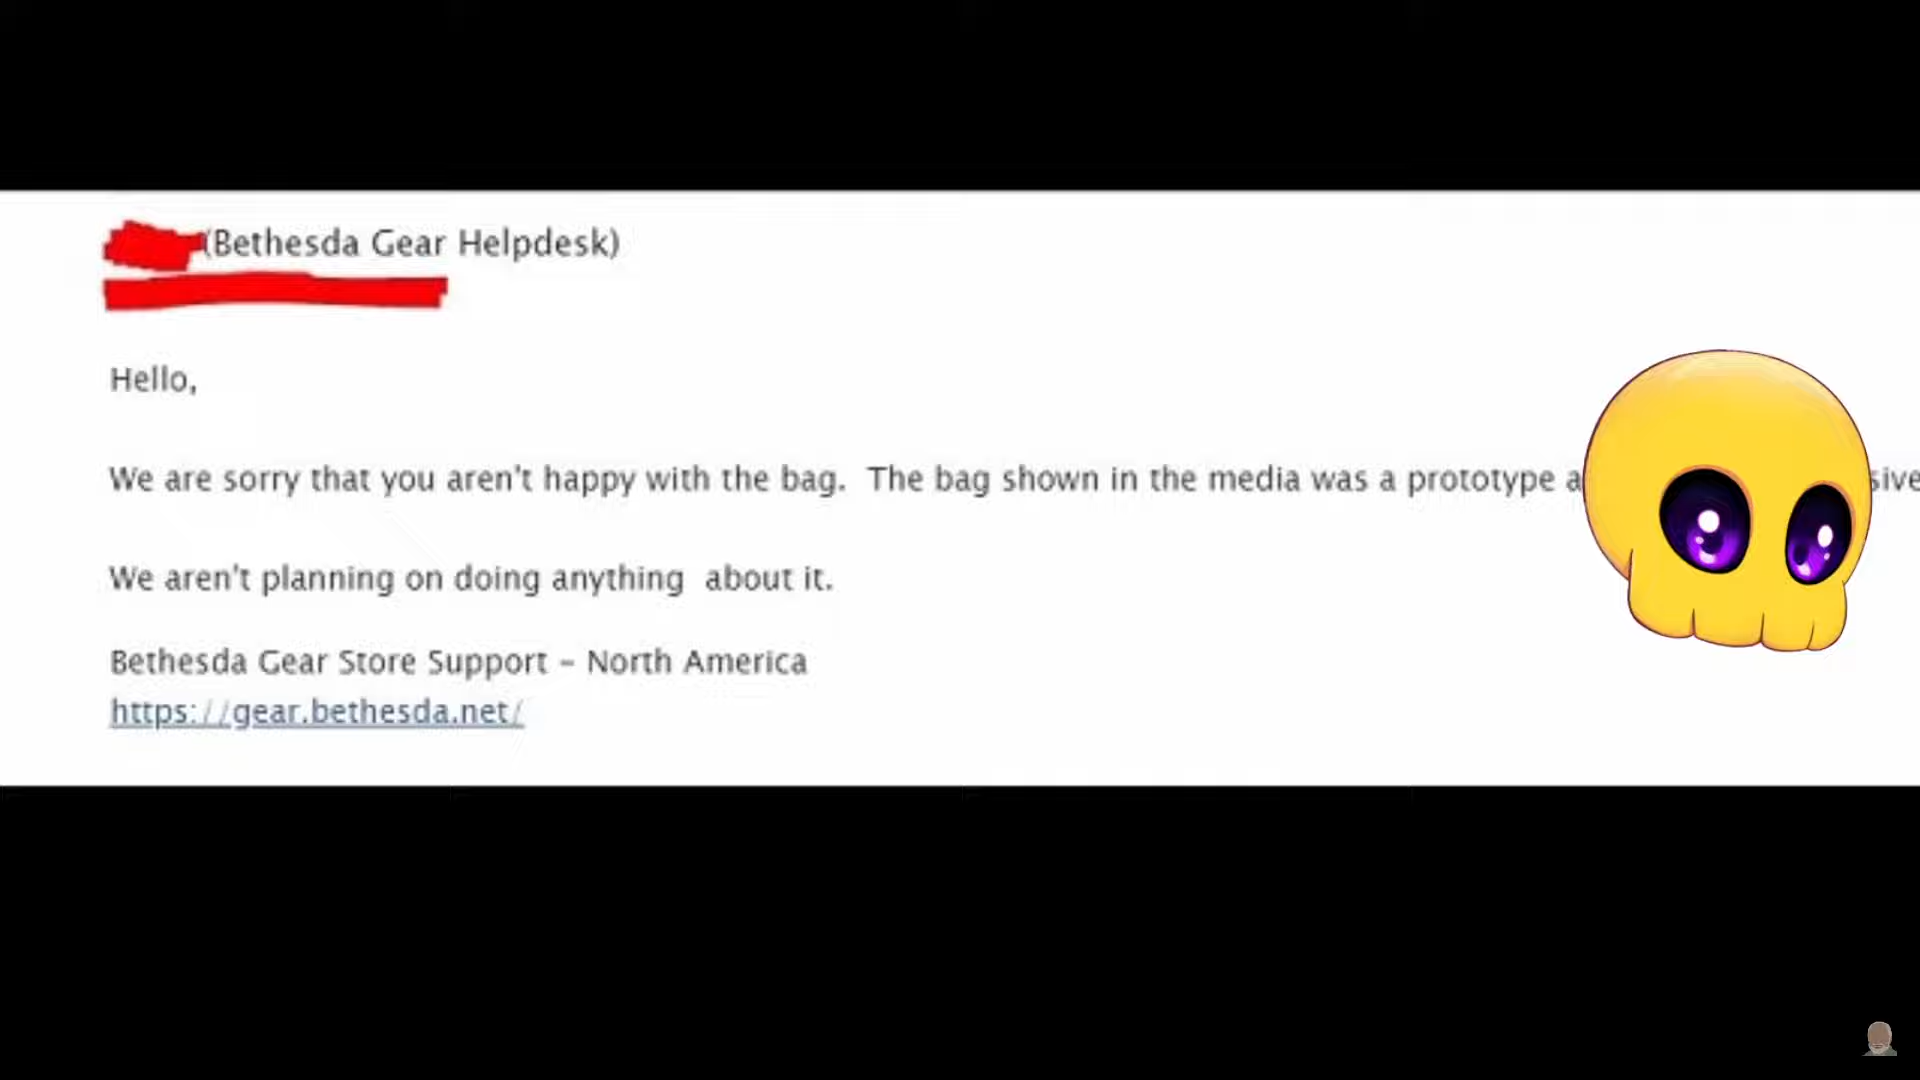 (Bethesda Gear Helpdesk)
Hello,
We are sorry that you aren't happy with the bag.  The bag shown in the media was a prototype
We aren't planning on doing anything  about it.
Bethesda Gear Store Support – North America
https://gear.bethesda.net/